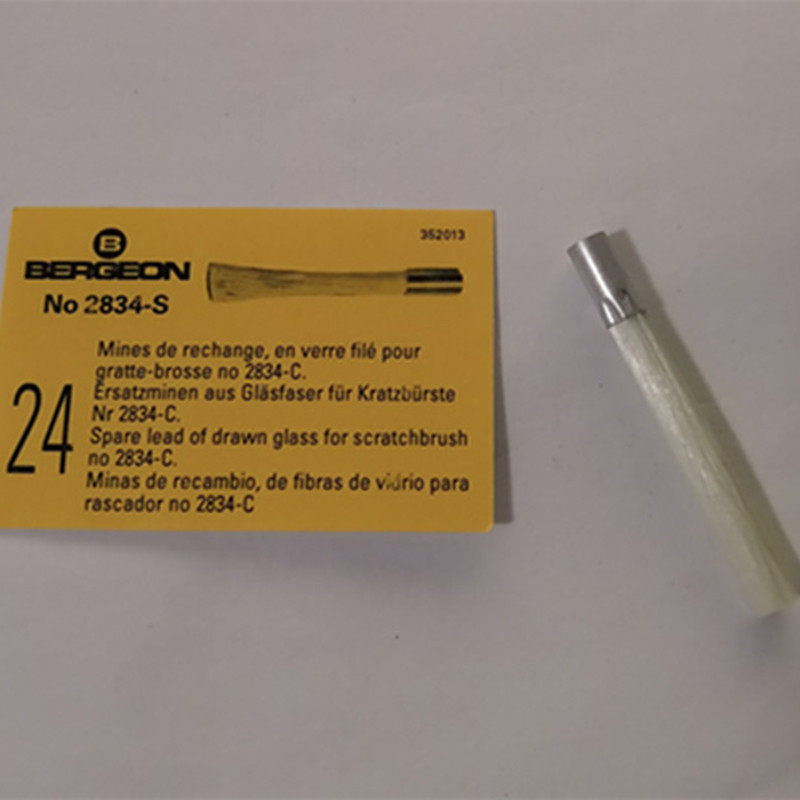 B
352013
BERGEON
No 2834-S
Mines de rechange, en verre filé pour
gratte-brosse no 2834-C.
Ersatzminen aus Gläsfaser für Kratzbürste
Nr 2834-C.
24
Spare lead of drawn glass for scratchbrush
no 2834-C.
Minas de recambio, de fibras de vidrio para
rascador no 2834-C